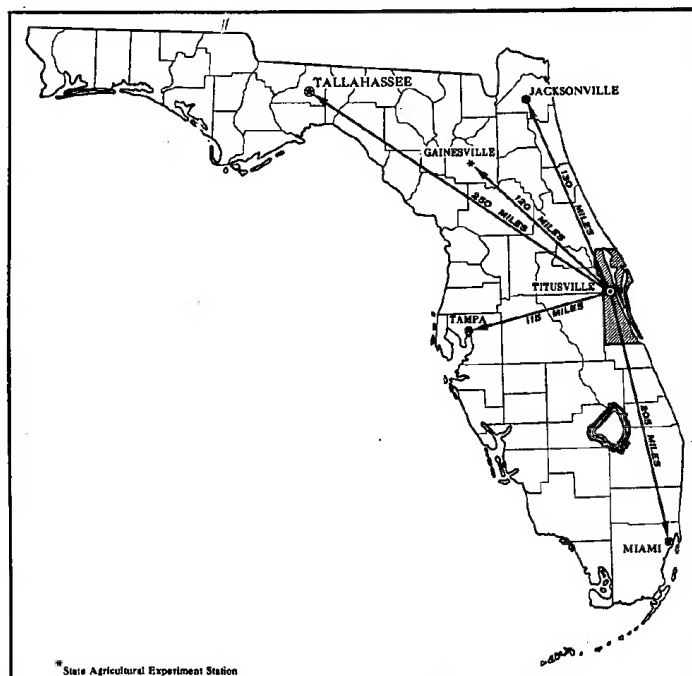 TALLAHASSEE
JACKSONVILLE
GAINESVILLE
*
250 MILES
120 MILES
130 MILES
TITUSVILLE
TAMPA
115 MILES
205 MILES
MIAMI
* State Agricultural Experiment Station